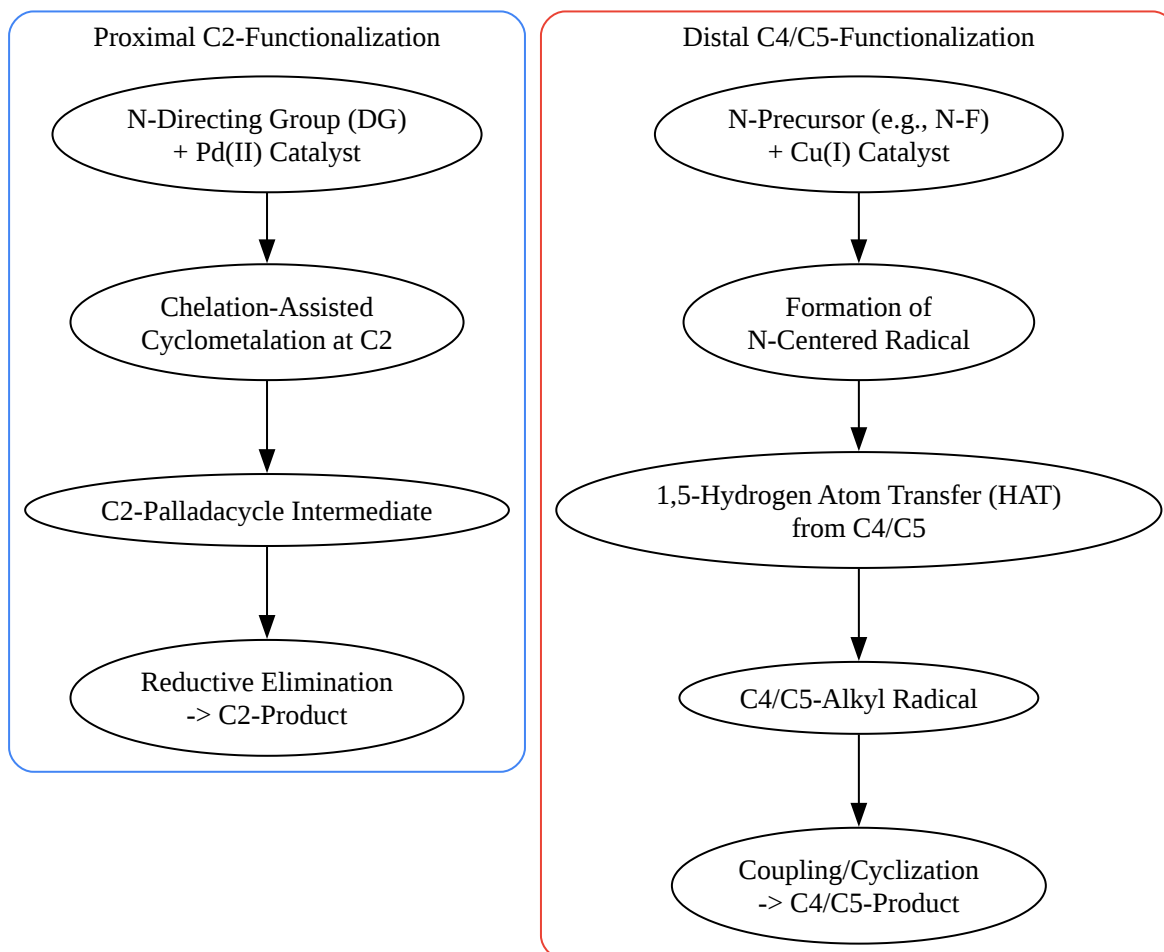 Proximal C2-Functionalization
N-Directing Group (DG)
+ Pd(II) Catalyst
Chelation-Assisted
Cyclometalation at C2
C2-Palladacycle Intermediate
Reductive Elimination
-> C2-Product
Distal C4/C5-Functionalization
N-Precursor (e.g., N-F)
+ Cu(I) Catalyst
Formation of
N-Centered Radical
1,5-Hydrogen Atom Transfer (HAT)
from C4/C5
C4/C5-Alkyl Radical
Coupling/Cyclization
-> C4/C5-Product